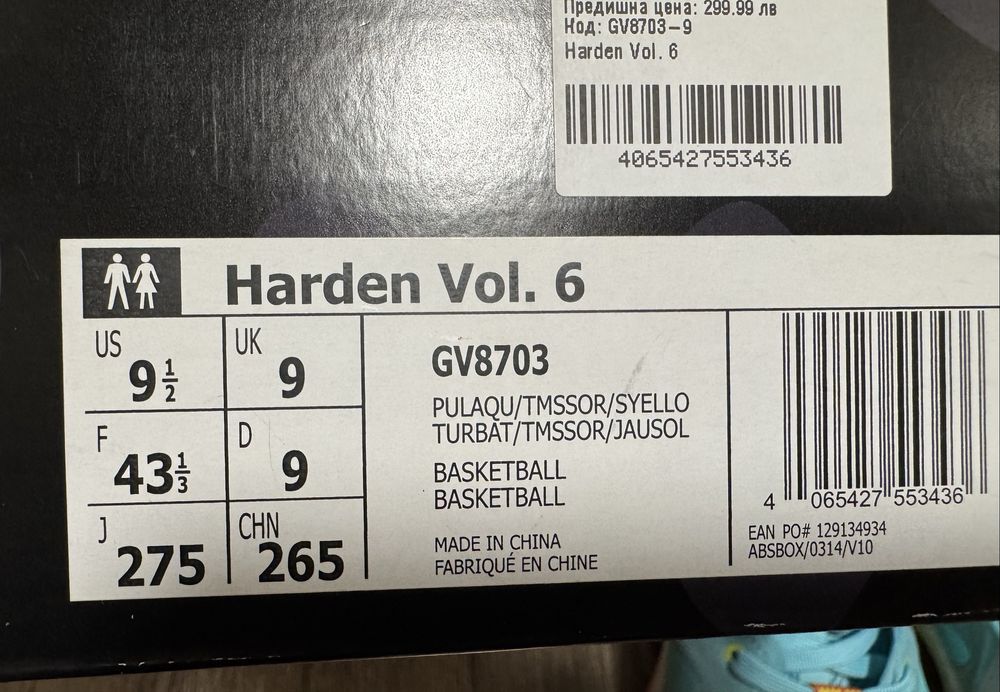 Предишна цена: 299.99 лв
Код: GV8703-9
Harden Vol. 6
4065427553436
Harden Vol. 6
US 9 1/2
UK 9
F 43 1/3
D 9
J 275
CHN 265
GV8703
PULAQU/TMSSOR/SYELLO
TURBAT/TMSSOR/JAUSOL
BASKETBALL
BASKETBALL
MADE IN CHINA
FABRIQUÉ EN CHINE
4 065427 553436
EAN PO# 129134934
ABSBOX/0314/V10